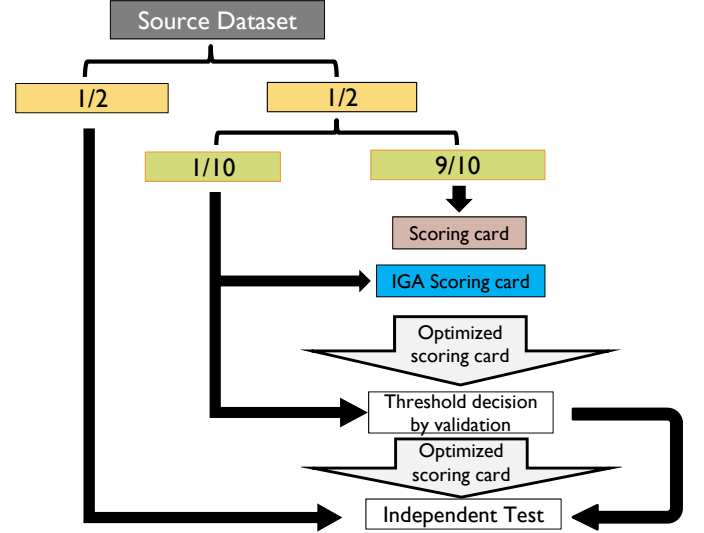 Source Dataset
1/2
1/2
1/10
9/10
Scoring card
IGA Scoring card
Optimized
scoring card
Threshold decision
by validation
Optimized
scoring card
Independent Test